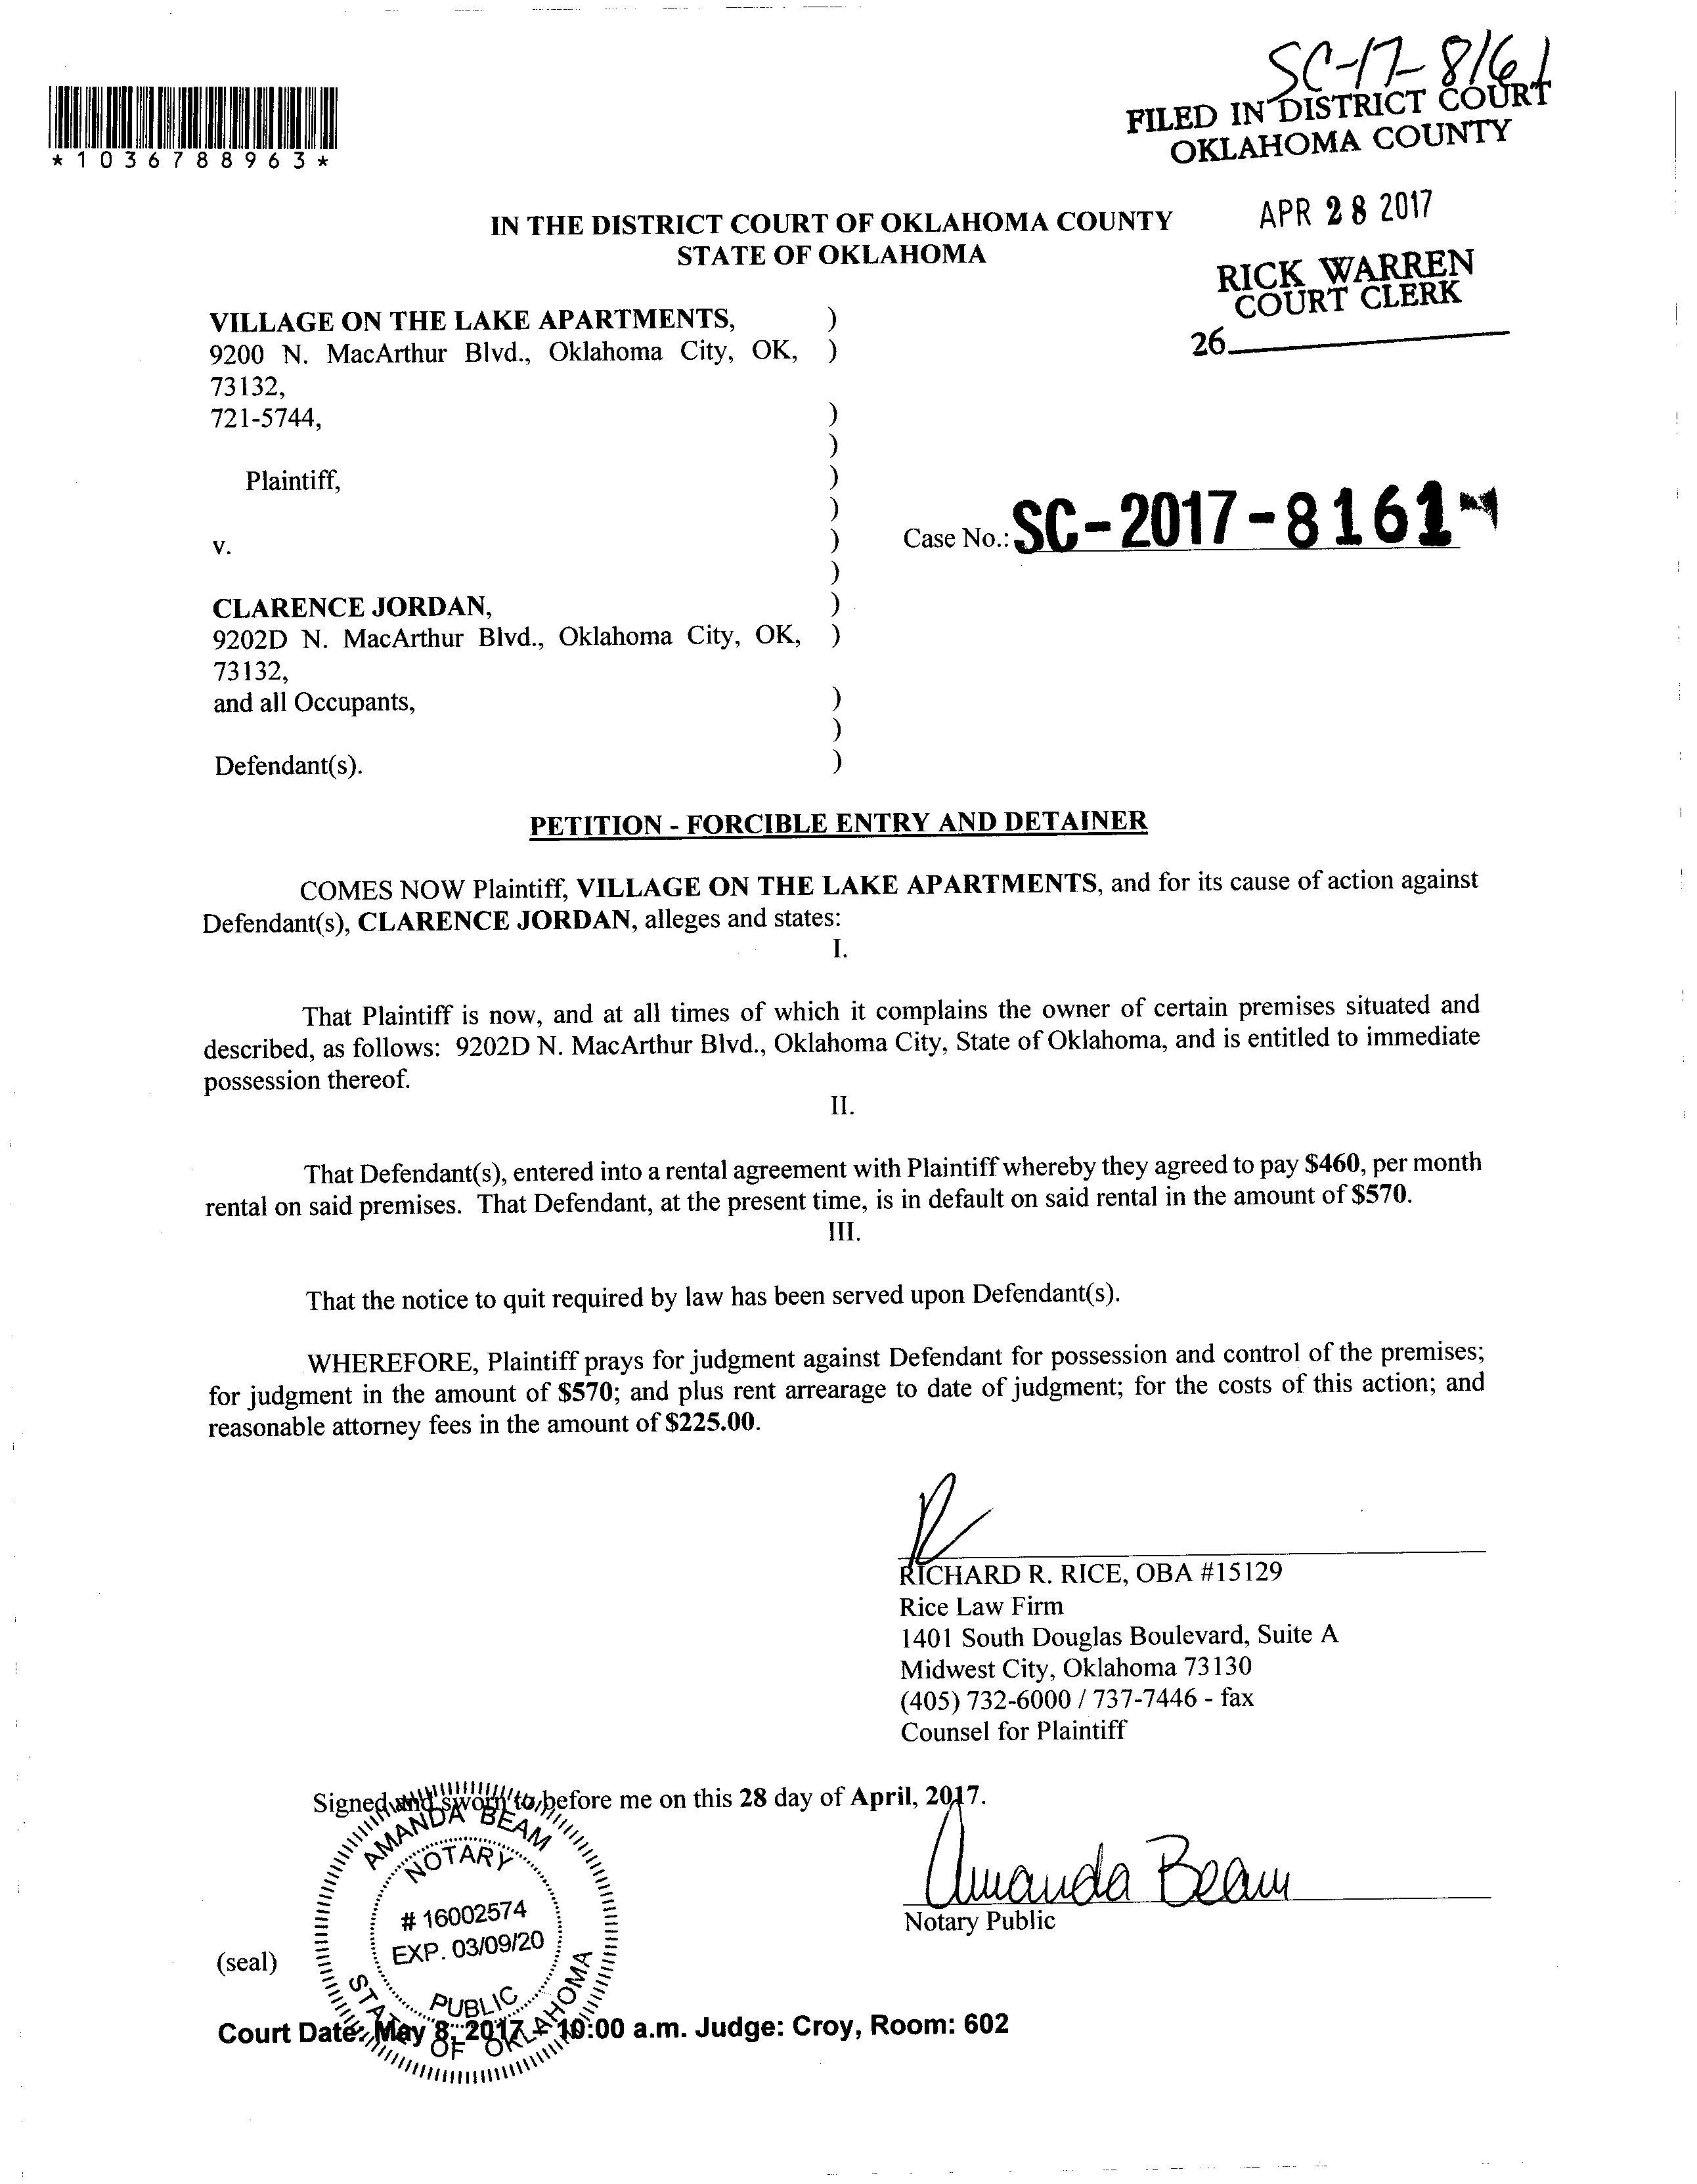 SC-17-8161
FILED IN DISTRICT COURT
OKLAHOMA COUNTY
*1036788963*
APR 28 2017
IN THE DISTRICT COURT OF OKLAHOMA COUNTY
STATE OF OKLAHOMA
RICK WARREN
COURT CLERK
26
VILLAGE ON THE LAKE APARTMENTS, )
9200 N. MacArthur Blvd., Oklahoma City, OK, )
73132,
721-5744, )
)
Plaintiff, )
)
v. )
)
Case No.: SC-2017-8161
CLARENCE JORDAN, )
9202D N. MacArthur Blvd., Oklahoma City, OK, )
73132,
and all Occupants, )
)
Defendant(s). )
PETITION - FORCIBLE ENTRY AND DETAINER
COMES NOW Plaintiff, VILLAGE ON THE LAKE APARTMENTS, and for its cause of action against
Defendant(s), CLARENCE JORDAN, alleges and states:
I.
That Plaintiff is now, and at all times of which it complains the owner of certain premises situated and
described, as follows: 9202D N. MacArthur Blvd., Oklahoma City, State of Oklahoma, and is entitled to immediate
possession thereof.
II.
That Defendant(s), entered into a rental agreement with Plaintiff whereby they agreed to pay $460, per month
rental on said premises. That Defendant, at the present time, is in default on said rental in the amount of $570.
III.
That the notice to quit required by law has been served upon Defendant(s).
WHEREFORE, Plaintiff prays for judgment against Defendant for possession and control of the premises;
for judgment in the amount of $570; and plus rent arrearage to date of judgment; for the costs of this action; and
reasonable attorney fees in the amount of $225.00.
RICHARD R. RICE, OBA #15129
Rice Law Firm
1401 South Douglas Boulevard, Suite A
Midwest City, Oklahoma 73130
(405) 732-6000 / 737-7446 - fax
Counsel for Plaintiff
Signed and sworn to before me on this 28 day of April, 2017.
AMANDA BEAM
NOTARY
# 16002574
EXP. 03/09/20
PUBLIC
STATE OF OKLAHOMA
Amanda Beam
Notary Public
(seal)
Court Date: May 8, 2017 - 10:00 a.m. Judge: Croy, Room: 602